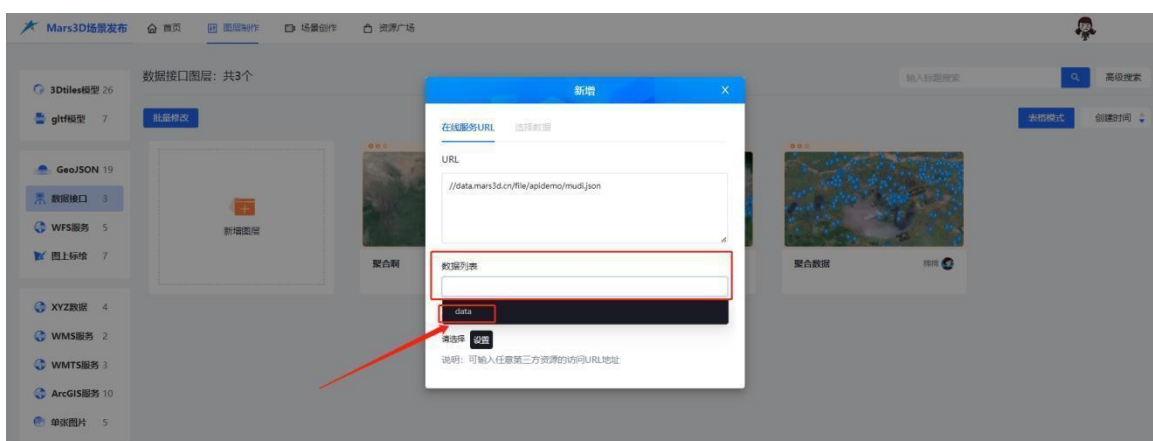 Mars3D场景发布 首页 图层制作 场景创作 资源广场
数据接口图层：共3个
输入标题搜索 高级搜索
批量修改
表格模式 创建时间
3Dtiles模型 26
gltf模型 7
GeoJSON 19
数据接口 3
WFS服务 5
图上标绘 7
XYZ数据 4
WMS服务 2
WMTS服务 3
ArcGIS服务 10
单张图片 5
新增图层
聚合啊
聚合数据
新增 X
在线服务URL 选择数据
URL
//data.mars3d.cn/file/apidemo/mudi.json
数据列表
data
请选择 设置
说明：可输入任意第三方资源的访问URL地址